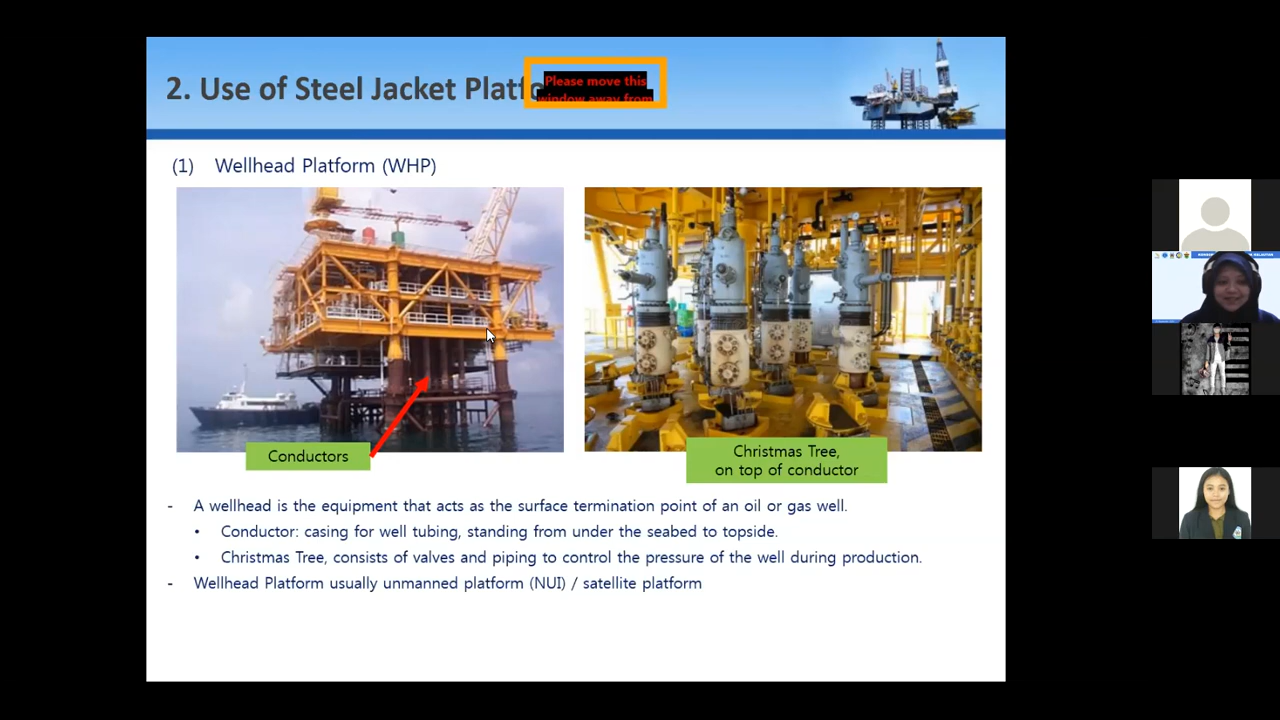 2. Use of Steel Jacket Platfo
Please move this
window away from
(1) Wellhead Platform (WHP)
Conductors
Christmas Tree,
on top of conductor
- A wellhead is the equipment that acts as the surface termination point of an oil or gas well.
• Conductor: casing for well tubing, standing from under the seabed to topside.
• Christmas Tree, consists of valves and piping to control the pressure of the well during production.
- Wellhead Platform usually unmanned platform (NUI) / satellite platform